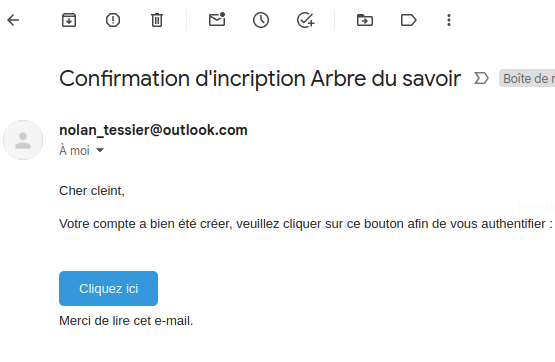 Confirmation d'incription Arbre du savoir Boîte de r
nolan_tessier@outlook.com
À moi
Cher cleint,
Votre compte a bien été créer, veuillez cliquer sur ce bouton afin de vous authentifier :
Cliquez ici
Merci de lire cet e-mail.